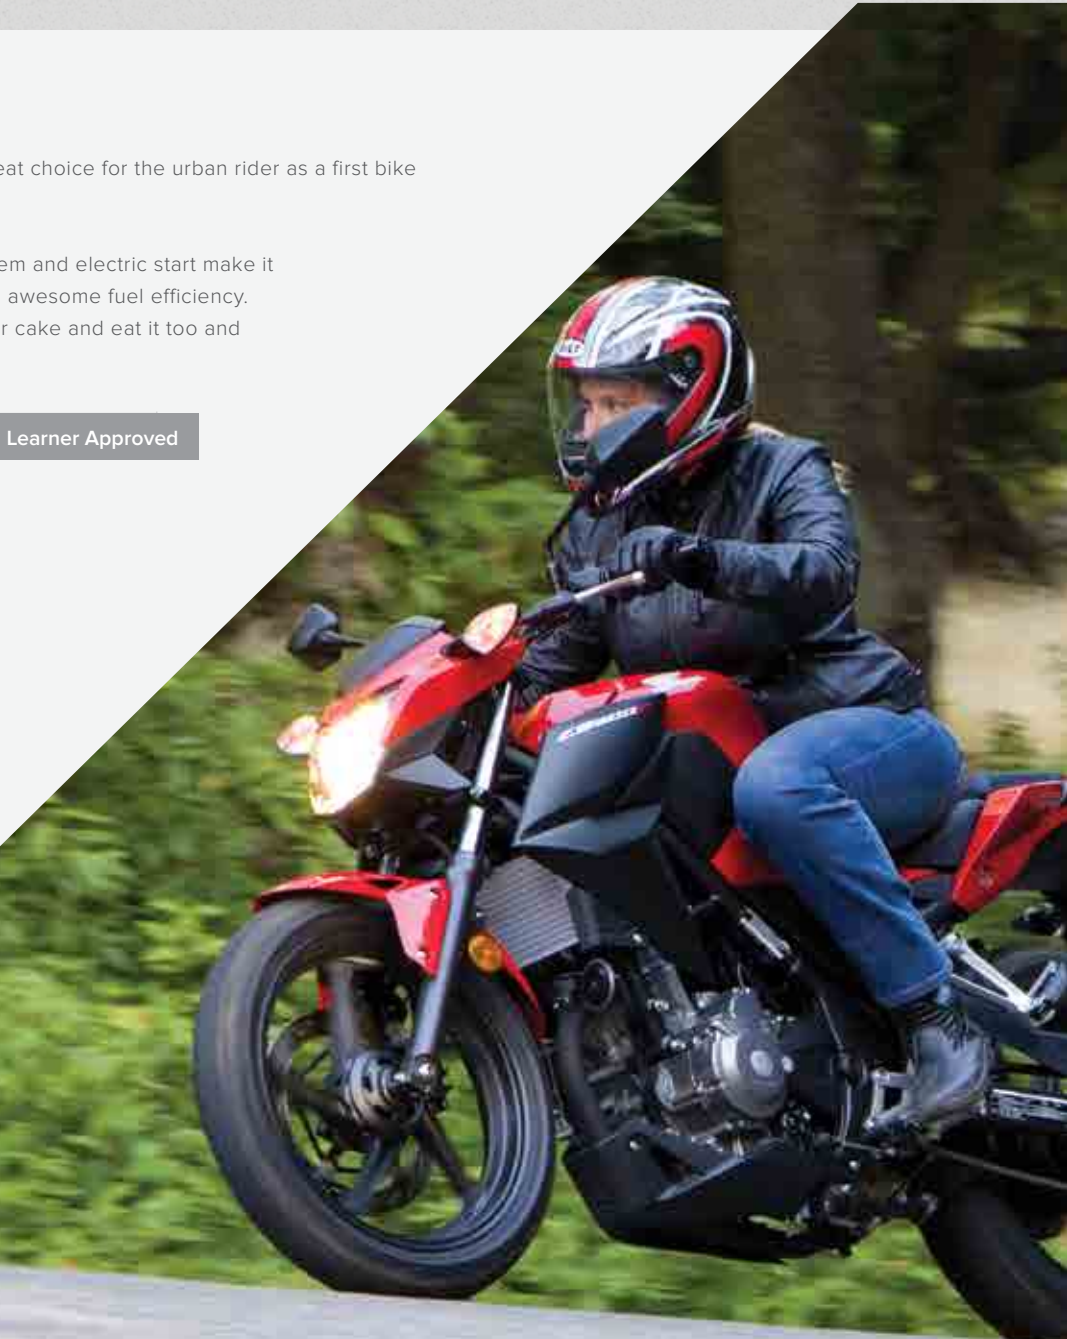 eat choice for the urban rider as a first bike
em and electric start make it
awesome fuel efficiency.
r cake and eat it too and
Learner Approved